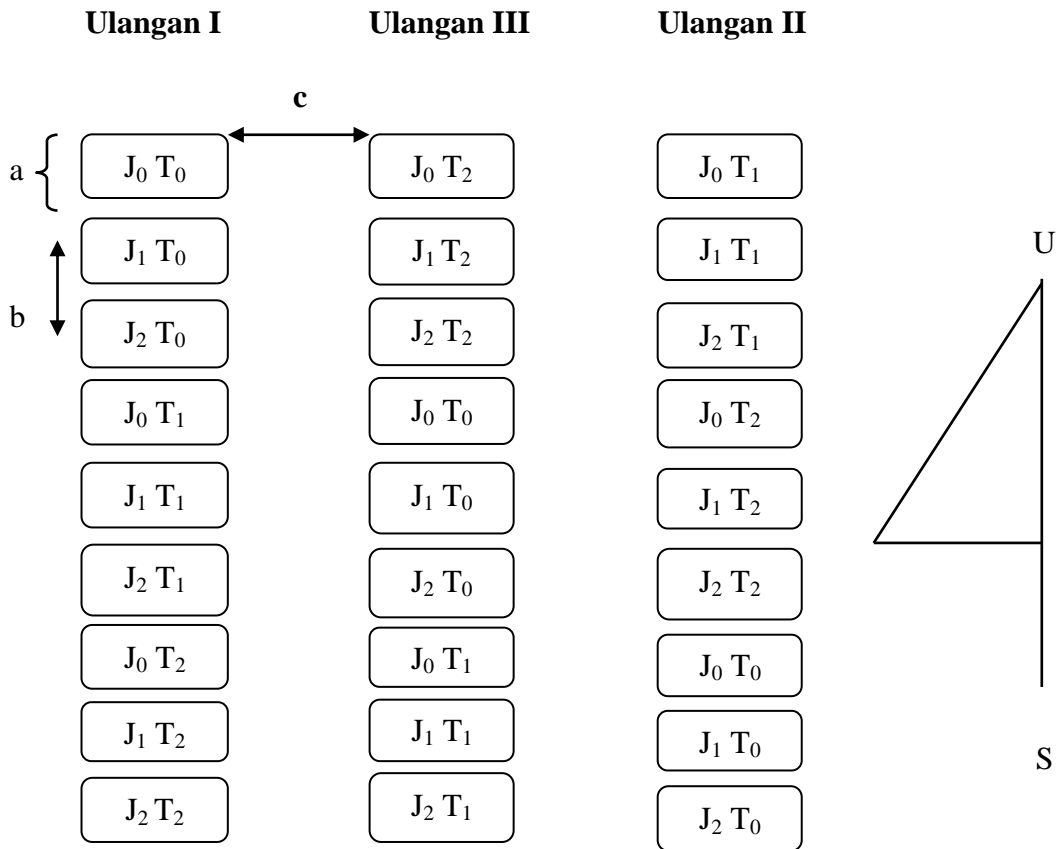 Ulangan I Ulangan III Ulangan II
c
a J₀ T₀ J₀ T₂ J₀ T₁
J₁ T₀ J₁ T₂ J₁ T₁ U
b J₂ T₀ J₂ T₂ J₂ T₁
J₀ T₁ J₀ T₀ J₀ T₂
J₁ T₁ J₁ T₀ J₁ T₂
J₂ T₁ J₂ T₀ J₂ T₂
J₀ T₂ J₀ T₁ J₀ T₀
J₁ T₂ J₁ T₁ J₁ T₀ S
J₂ T₂ J₂ T₁ J₂ T₀